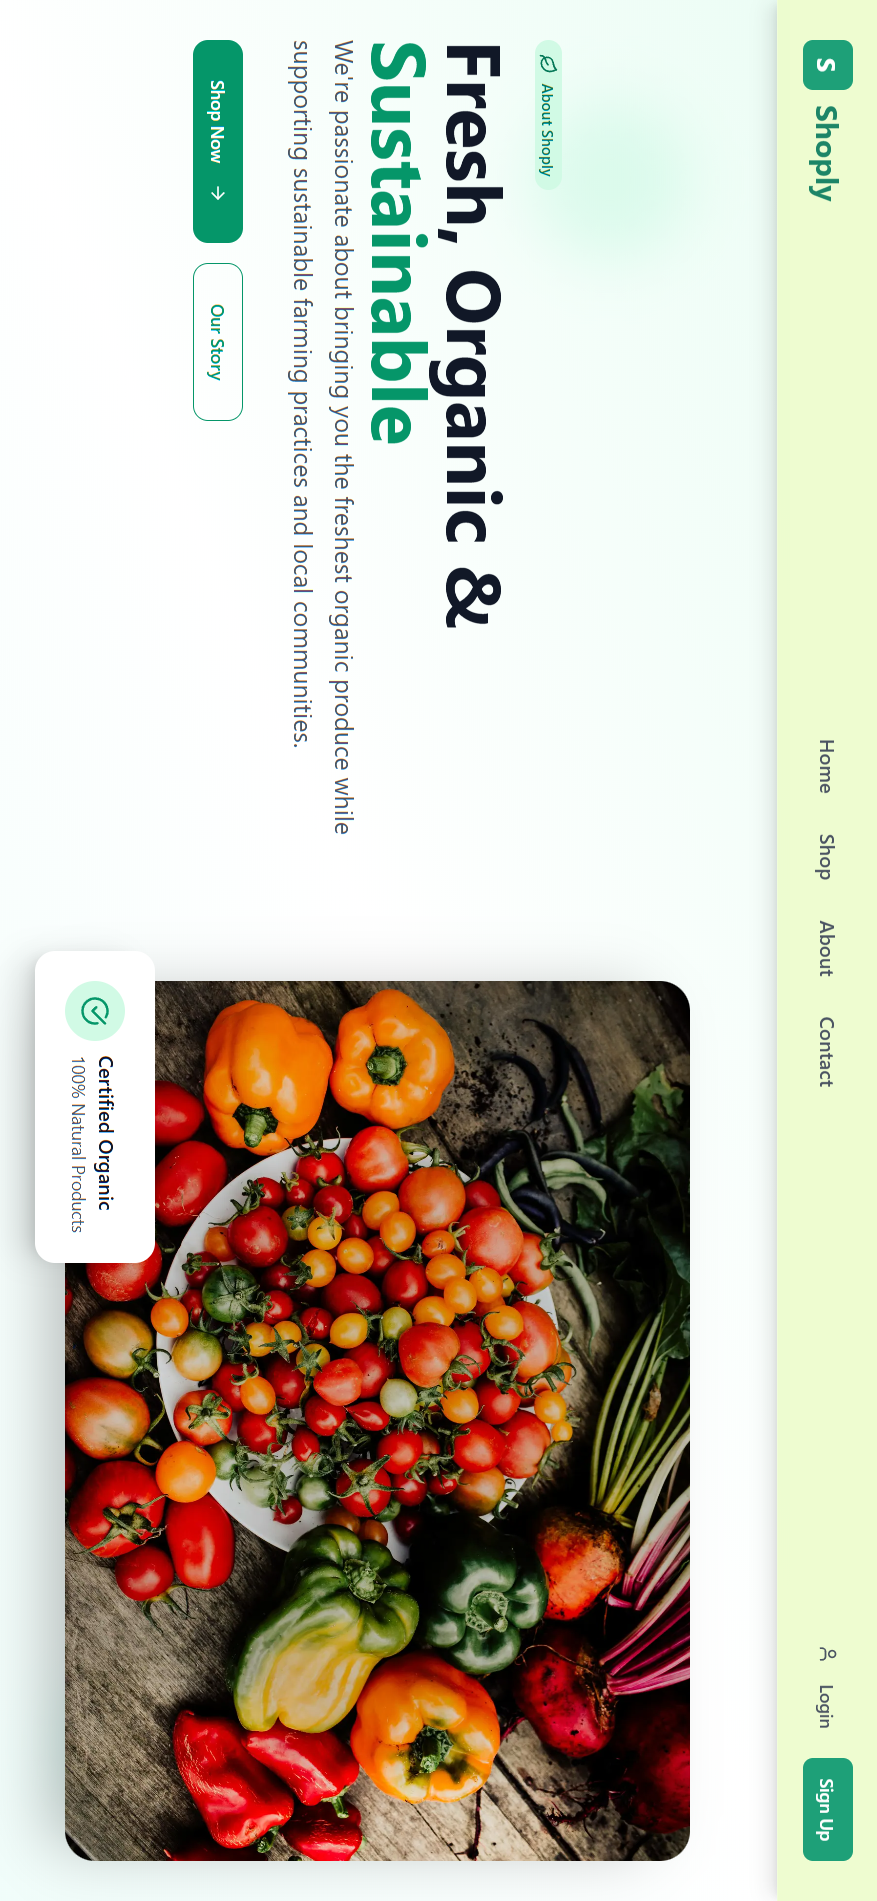 S
Shoply
Home
Shop
About
Contact
Login
Sign Up
About Shoply
Fresh, Organic &
Sustainable
We're passionate about bringing you the freshest organic produce while
supporting sustainable farming practices and local communities.
Shop Now →
Our Story
Certified Organic
100% Natural Products